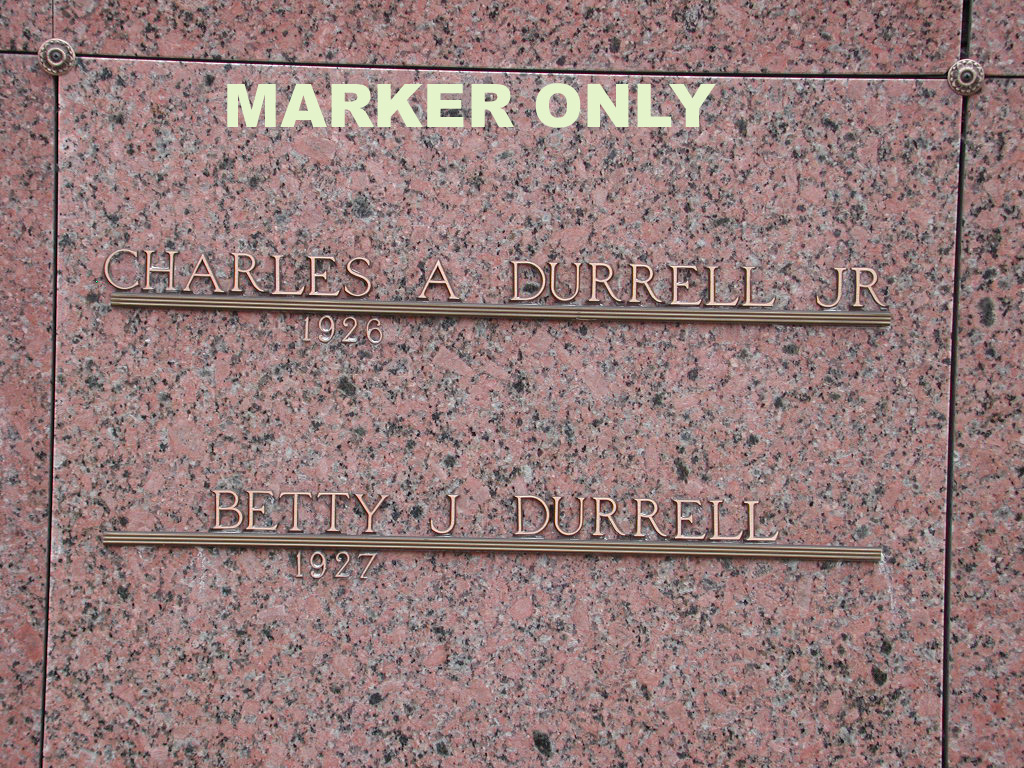 MARKER ONLY
CHARLES A DURRELL JR
1926
BETTY J DURRELL
1927